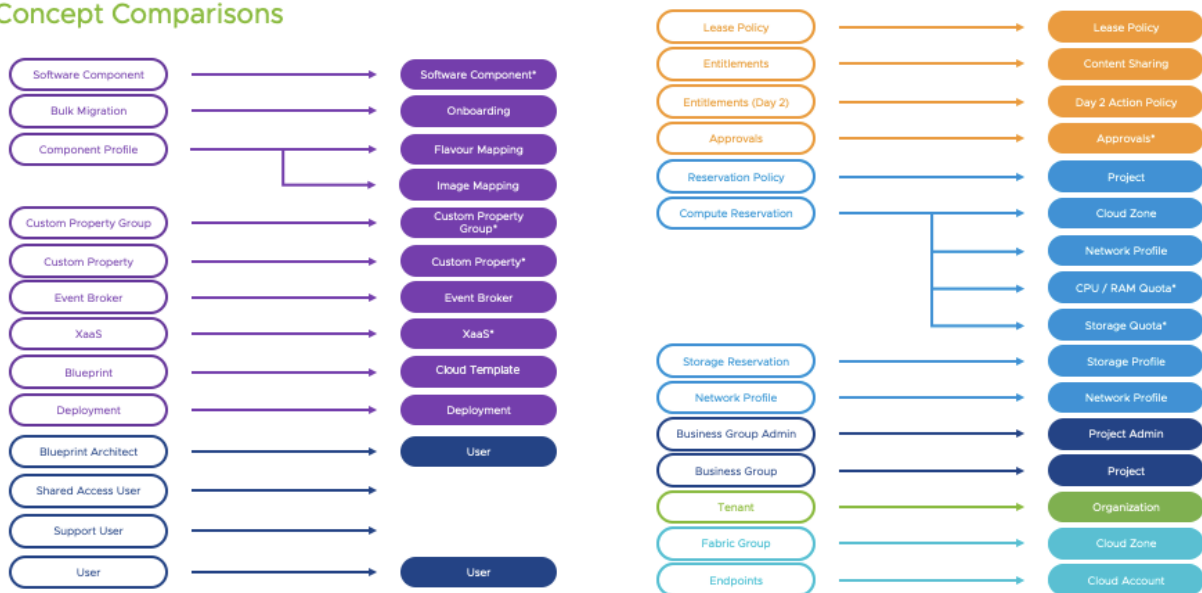 Concept Comparisons
Software Component
Software Component*
Bulk Migration
Onboarding
Component Profile
Flavour Mapping
Image Mapping
Custom Property Group
Custom Property
Group*
Custom Property
Custom Property*
Event Broker
Event Broker
XaaS
XaaS*
Blueprint
Cloud Template
Deployment
Deployment
Blueprint Architect
User
Shared Access User
Support User
User
User
Lease Policy
Lease Policy
Entitlements
Content Sharing
Entitlements (Day 2)
Day 2 Action Policy
Approvals
Approvals*
Reservation Policy
Project
Compute Reservation
Cloud Zone
Network Profile
CPU / RAM Quota*
Storage Quota*
Storage Reservation
Storage Profile
Network Profile
Network Profile
Business Group Admin
Project Admin
Business Group
Project
Tenant
Organization
Fabric Group
Cloud Zone
Endpoints
Cloud Account